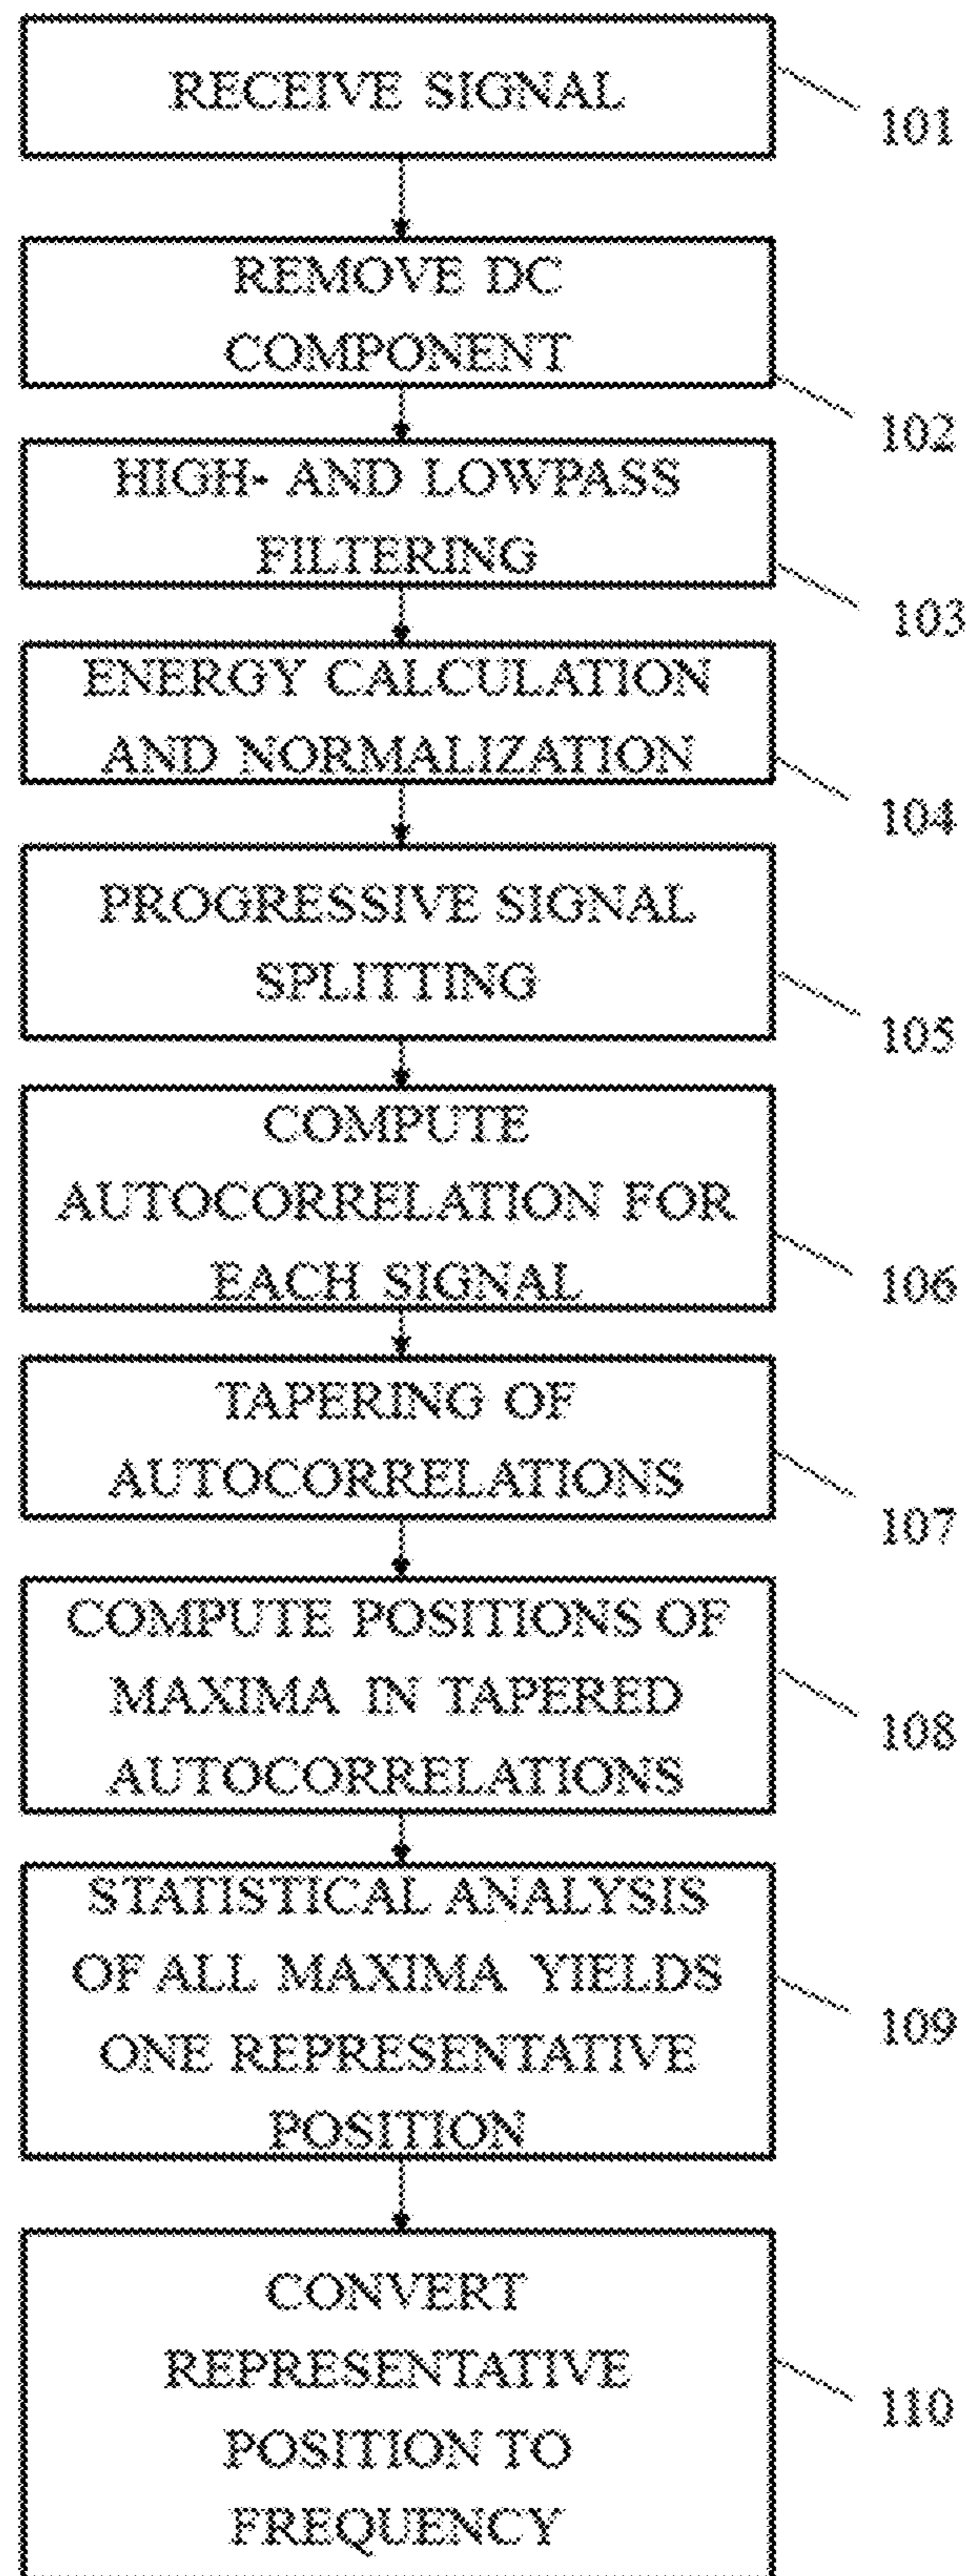 RECEIVE SIGNAL
101
REMOVE DC
COMPONENT
102
HIGH- AND LOWPASS
FILTERING
103
ENERGY CALCULATION
AND NORMALIZATION
104
PROGRESSIVE SIGNAL
SPLITTING
105
COMPUTE
AUTOCORRELATION FOR
EACH SIGNAL
106
TAPERING OF
AUTOCORRELATIONS
107
COMPUTE POSITIONS OF
MAXIMA IN TAPERED
AUTOCORRELATIONS
108
STATISTICAL ANALYSIS
OF ALL MAXIMA YIELDS
ONE REPRESENTATIVE
POSITION
109
CONVERT
REPRESENTATIVE
POSITION TO
FREQUENCY
110